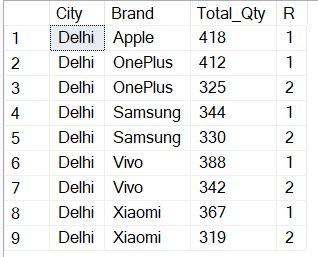 City Brand Total_Qty R
1 Delhi Apple 418 1
2 Delhi OnePlus 412 1
3 Delhi OnePlus 325 2
4 Delhi Samsung 344 1
5 Delhi Samsung 330 2
6 Delhi Vivo 388 1
7 Delhi Vivo 342 2
8 Delhi Xiaomi 367 1
9 Delhi Xiaomi 319 2